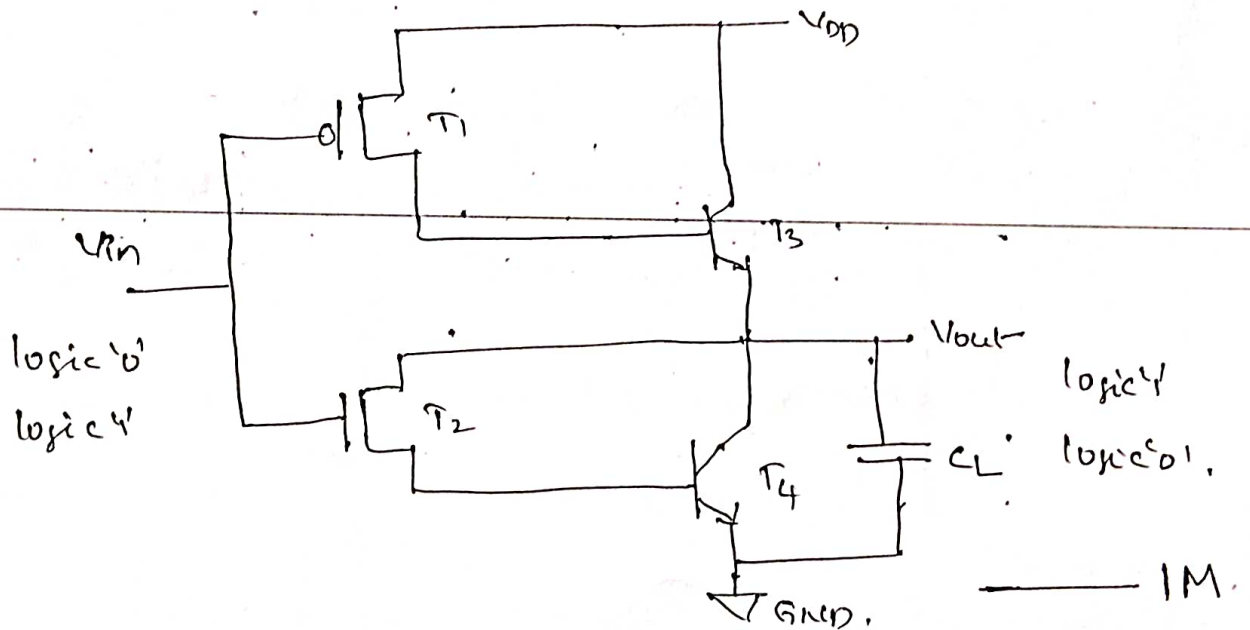 VDD
T1
T3
Vin
Vout
logic '0'
logic '1'
T2
logic '1'
CL
logic '0'.
T4
1M.
GND.